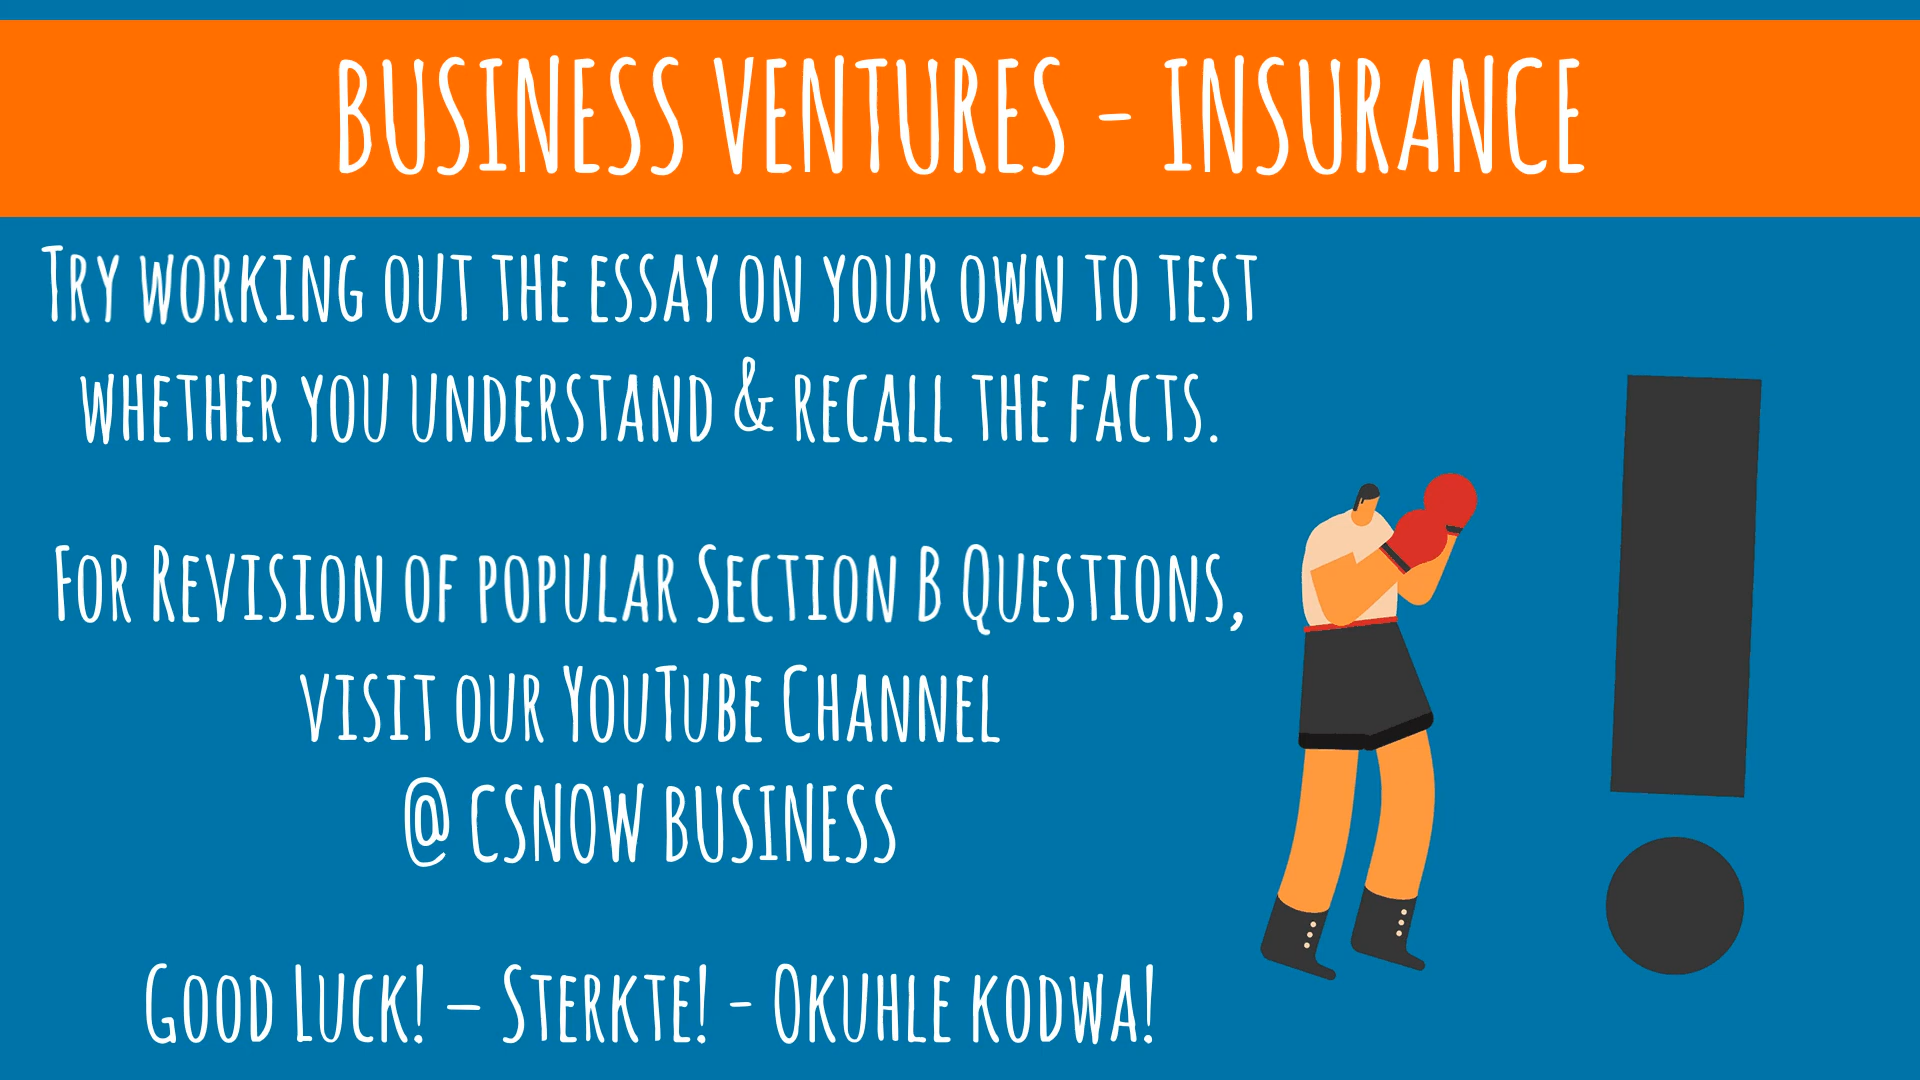 BUSINESS VENTURES - INSURANCE
TRY WORKING OUT THE ESSAY ON YOUR OWN TO TEST
WHETHER YOU UNDERSTAND & RECALL THE FACTS.
FOR REVISION OF POPULAR SECTION B QUESTIONS,
VISIT OUR YOUTUBE CHANNEL
@ CSNOW BUSINESS
GOOD LUCK! – STERKTE! - OKUHLE KODWA!